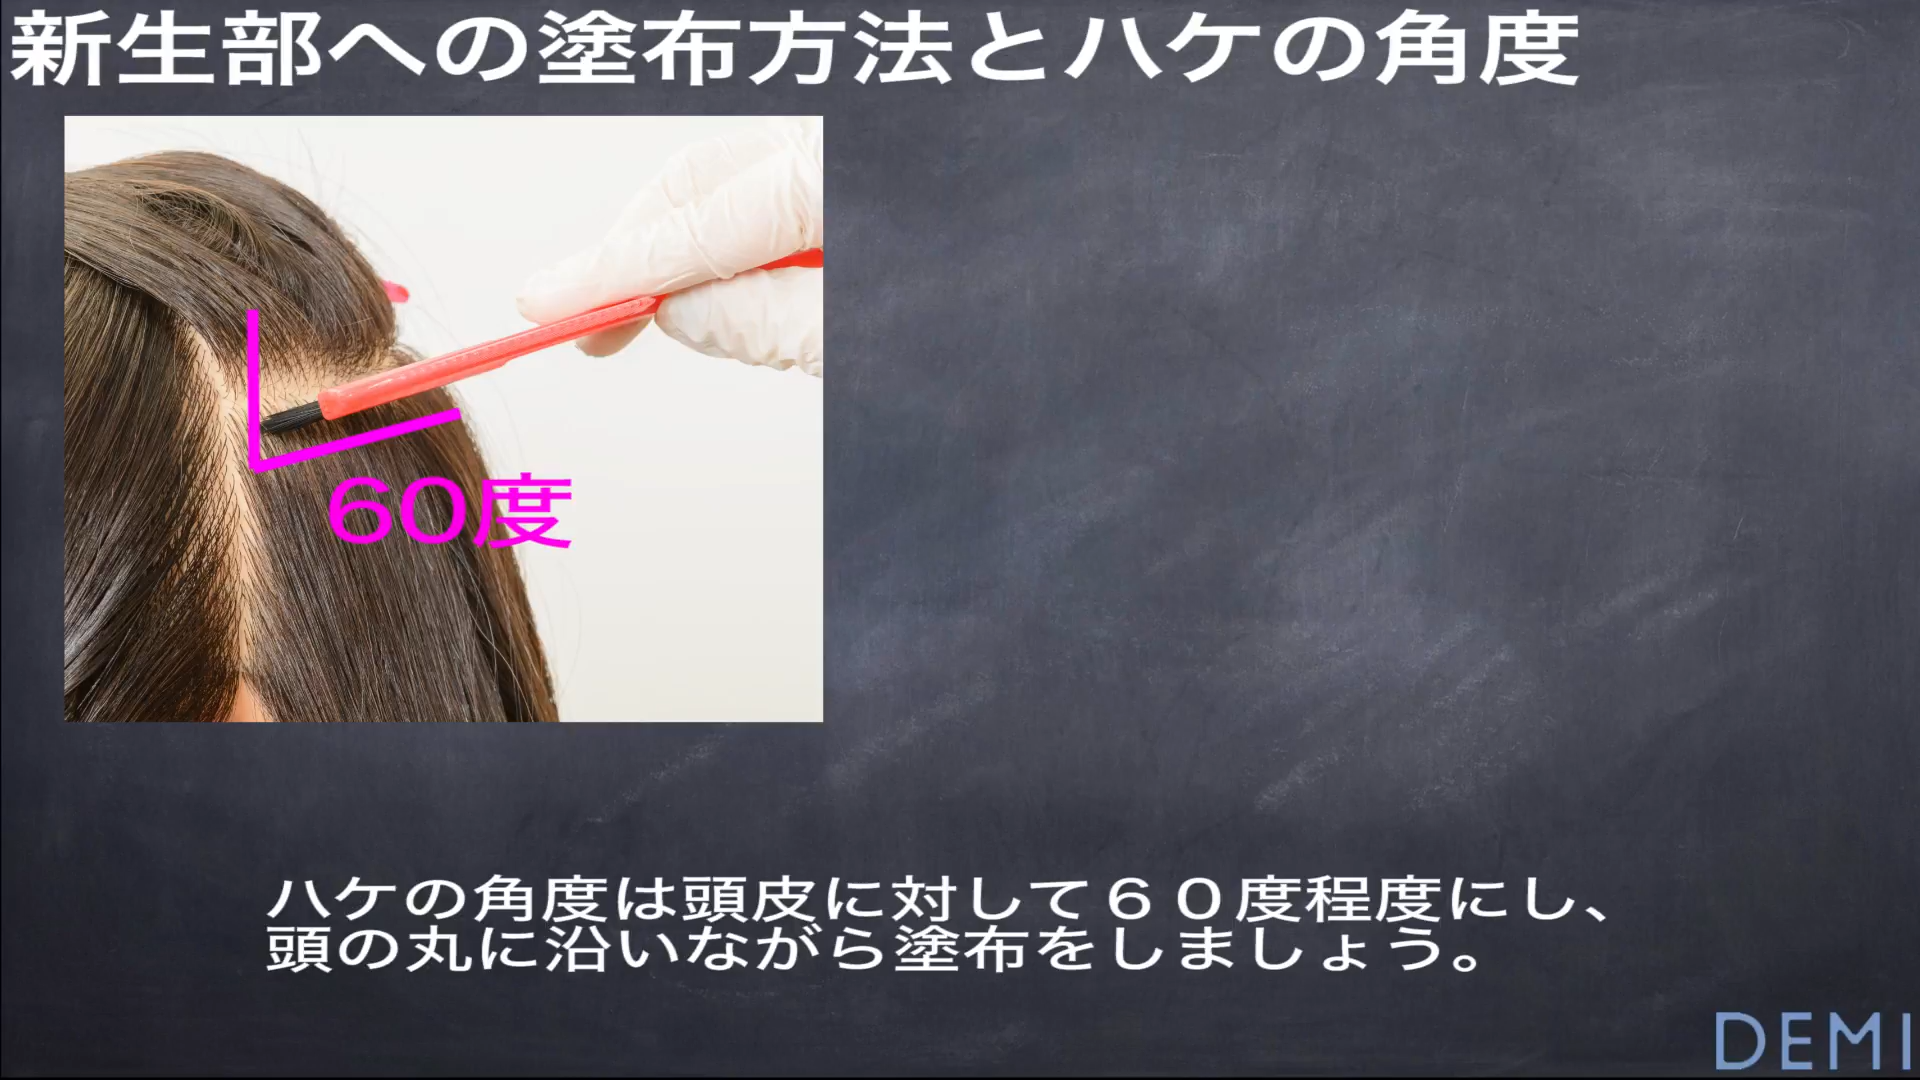 新生部への塗布方法とハケの角度
60度
ハケの角度は頭皮に対して６０度程度にし、
頭の丸に沿いながら塗布をしましょう。
DEMI